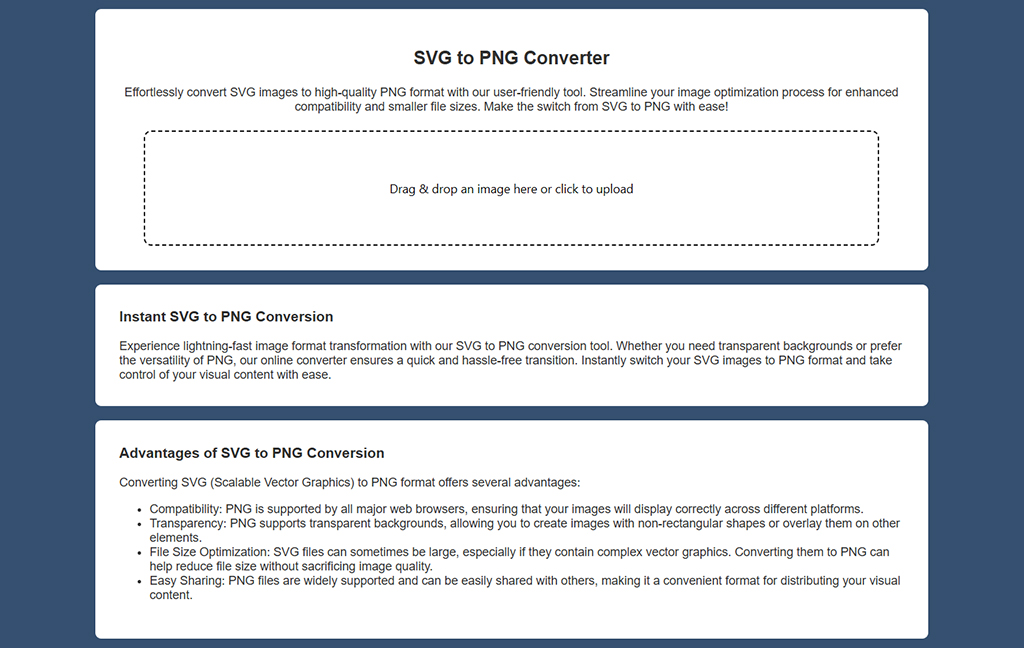 SVG to PNG Converter
Effortlessly convert SVG images to high-quality PNG format with our user-friendly tool. Streamline your image optimization process for enhanced
compatibility and smaller file sizes. Make the switch from SVG to PNG with ease!
Drag & drop an image here or click to upload
Instant SVG to PNG Conversion
Experience lightning-fast image format transformation with our SVG to PNG conversion tool. Whether you need transparent backgrounds or prefer
the versatility of PNG, our online converter ensures a quick and hassle-free transition. Instantly switch your SVG images to PNG format and take
control of your visual content with ease.
Advantages of SVG to PNG Conversion
Converting SVG (Scalable Vector Graphics) to PNG format offers several advantages:
• Compatibility: PNG is supported by all major web browsers, ensuring that your images will display correctly across different platforms.
• Transparency: PNG supports transparent backgrounds, allowing you to create images with non-rectangular shapes or overlay them on other
elements.
• File Size Optimization: SVG files can sometimes be large, especially if they contain complex vector graphics. Converting them to PNG can
help reduce file size without sacrificing image quality.
• Easy Sharing: PNG files are widely supported and can be easily shared with others, making it a convenient format for distributing your visual
content.